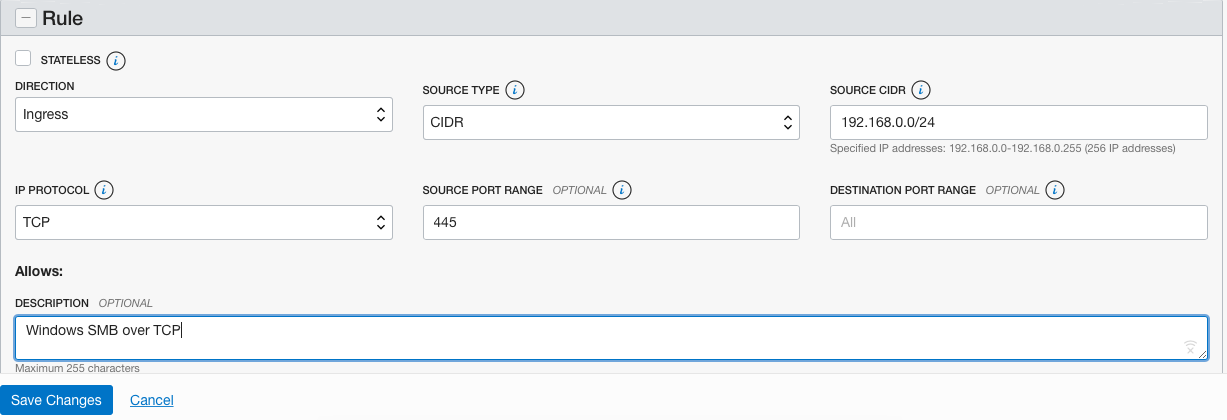 Rule
STATELESS
DIRECTION
SOURCE TYPE
SOURCE CIDR
Ingress
CIDR
192.168.0.0/24
Specified IP addresses: 192.168.0.0-192.168.0.255 (256 IP addresses)
IP PROTOCOL
SOURCE PORT RANGE OPTIONAL
DESTINATION PORT RANGE OPTIONAL
TCP
445
All
Allows:
DESCRIPTION OPTIONAL
Windows SMB over TCP
Maximum 255 characters
Save Changes
Cancel